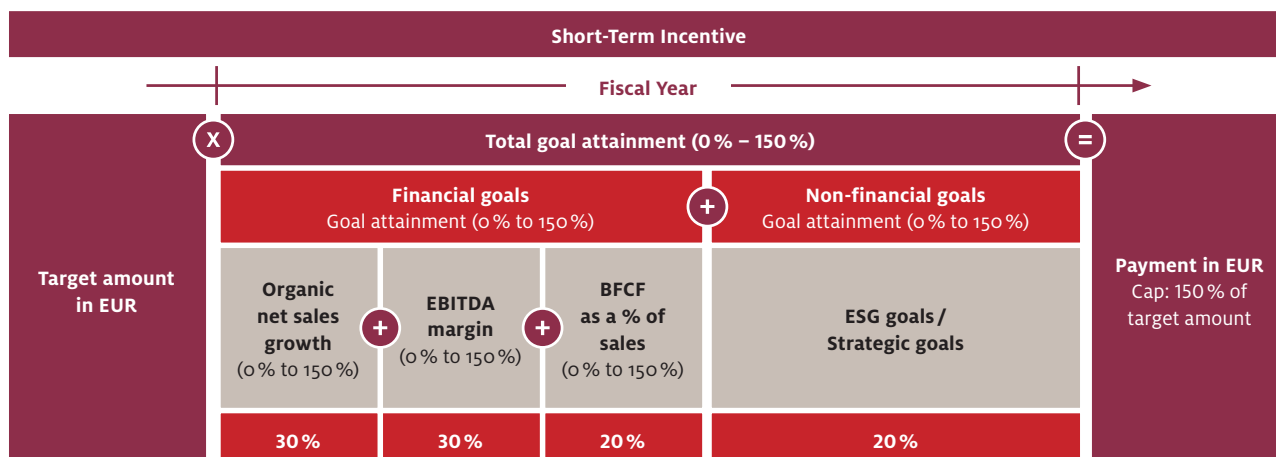 Short-Term Incentive
Fiscal Year
X
Total goal attainment (0 % – 150 %)
=
Financial goals
Goal attainment (0 % to 150 %)
+
Non-financial goals
Goal attainment (0 % to 150 %)
Target amount
in EUR
Organic
net sales
growth
(0 % to 150 %)
+
EBITDA
margin
(0 % to 150 %)
+
BFCF
as a % of
sales
(0 % to 150 %)
ESG goals /
Strategic goals
Payment in EUR
Cap: 150 % of
target amount
30 %
30 %
20 %
20 %